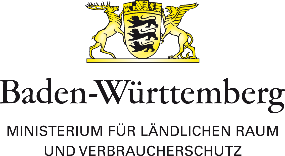 Baden-Württemberg
MINISTERIUM FÜR LÄNDLICHEN RAUM
UND VERBRAUCHERSCHUTZ